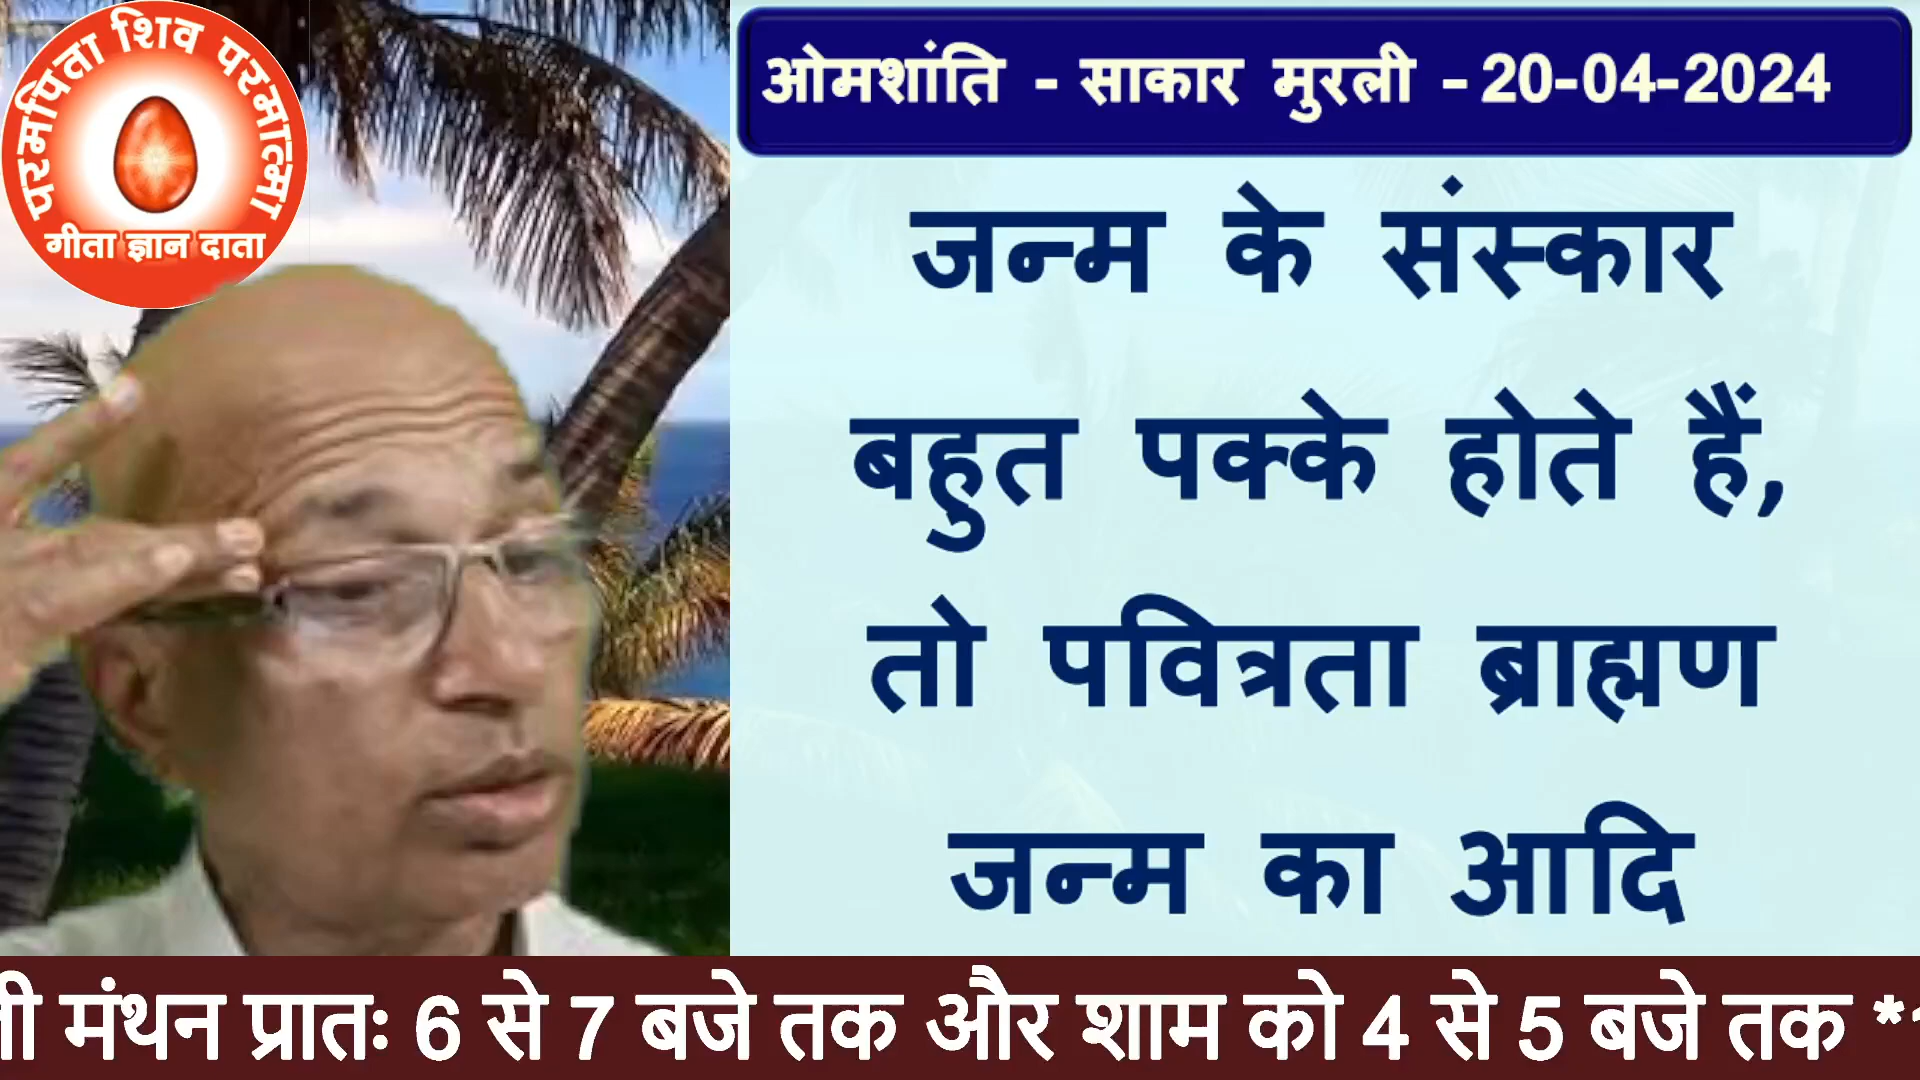 परमपिता शिव परमात्मा
गीता ज्ञान दाता
ओमशांति - साकार मुरली - 20-04-2024
जन्म के संस्कार
बहुत पक्के होते हैं,
तो पवित्रता ब्राह्मण
जन्म का आदि
मंथन प्रातः 6 से 7 बजे तक और शाम को 4 से 5 बजे तक *